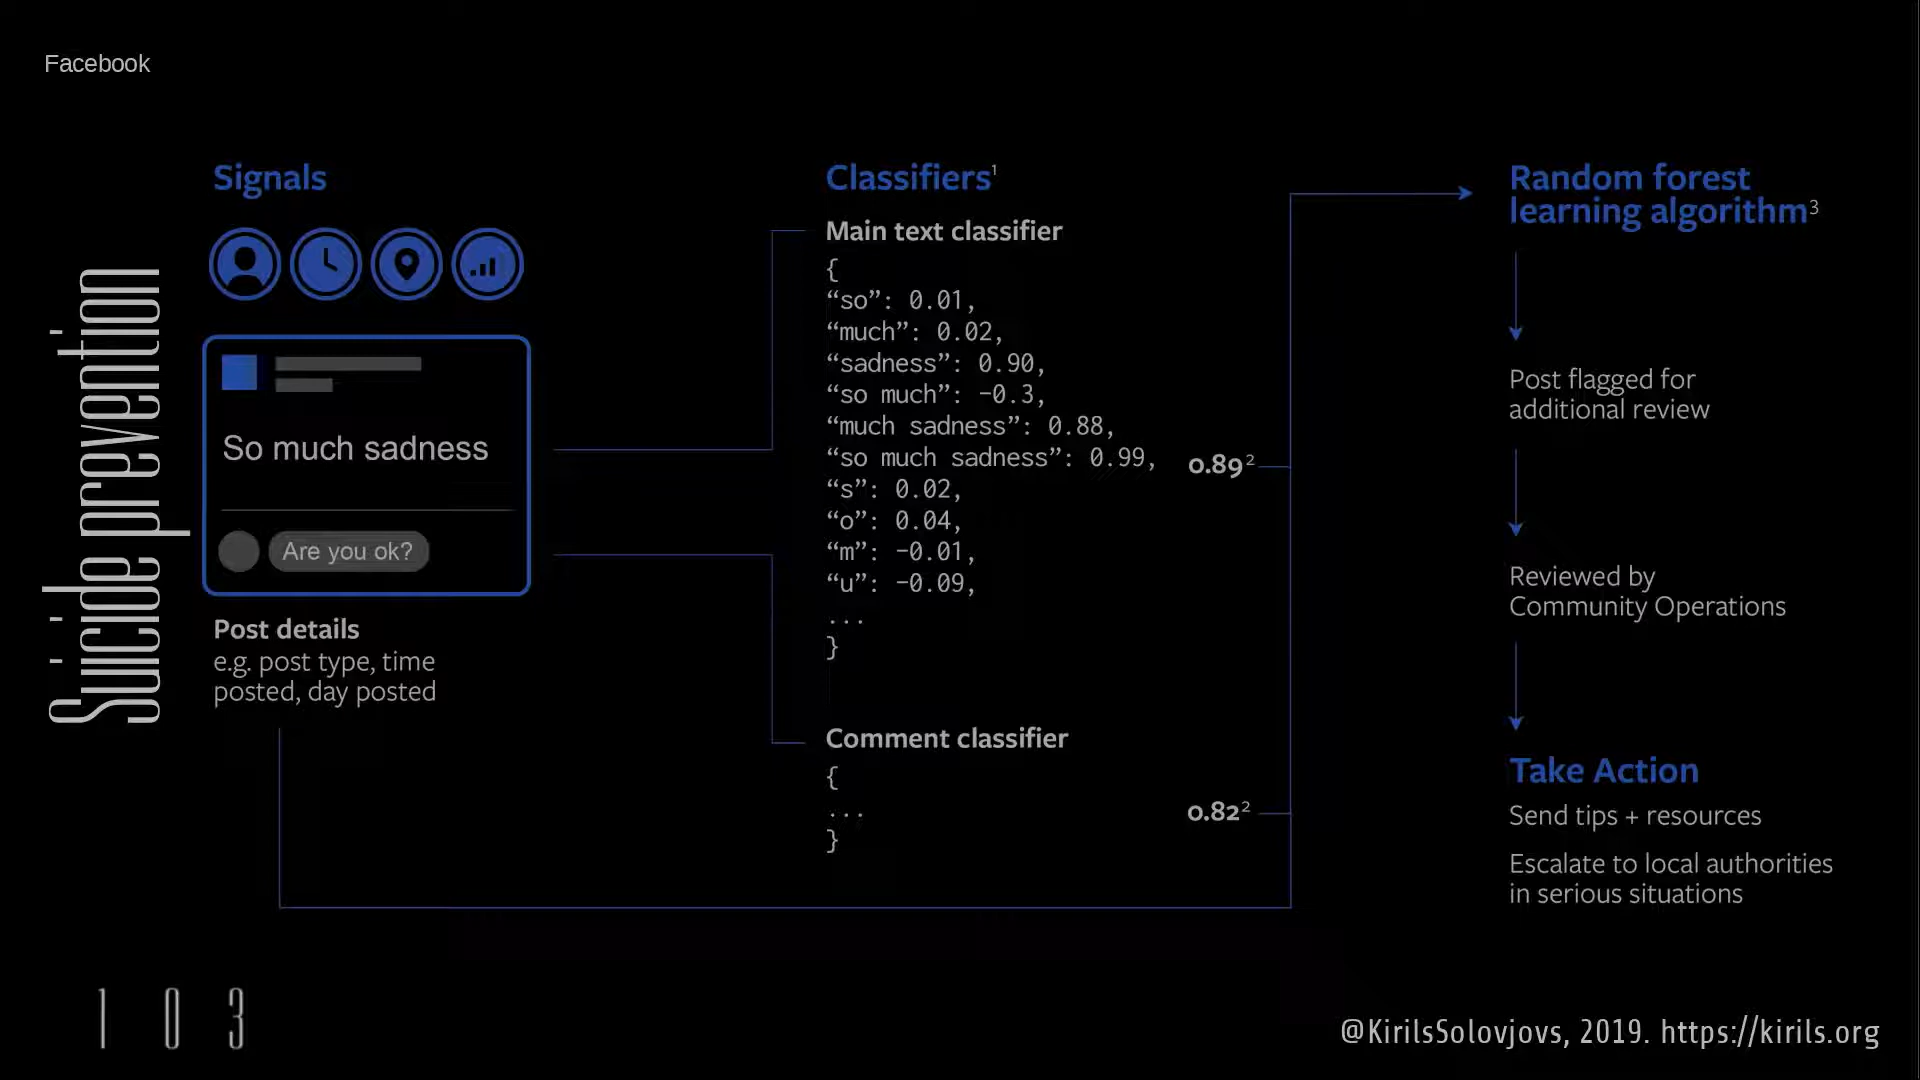 Facebook
Suicide prevention
Signals
So much sadness
Are you ok?
Post details
e.g. post type, time
posted, day posted
Classifiers¹
Main text classifier
{
“so”: 0.01,
“much”: 0.02,
“sadness”: 0.90,
“so much”: -0.3,
“much sadness”: 0.88,
“so much sadness”: 0.99,
“s”: 0.02,
“o”: 0.04,
“m”: -0.01,
“u”: -0.09,
...
}
0.89²
Comment classifier
{
...
}
0.82²
Random forest
learning algorithm³
Post flagged for
additional review
Reviewed by
Community Operations
Take Action
Send tips + resources
Escalate to local authorities
in serious situations
103
@KirilsSolovjovs, 2019. https://kirils.org